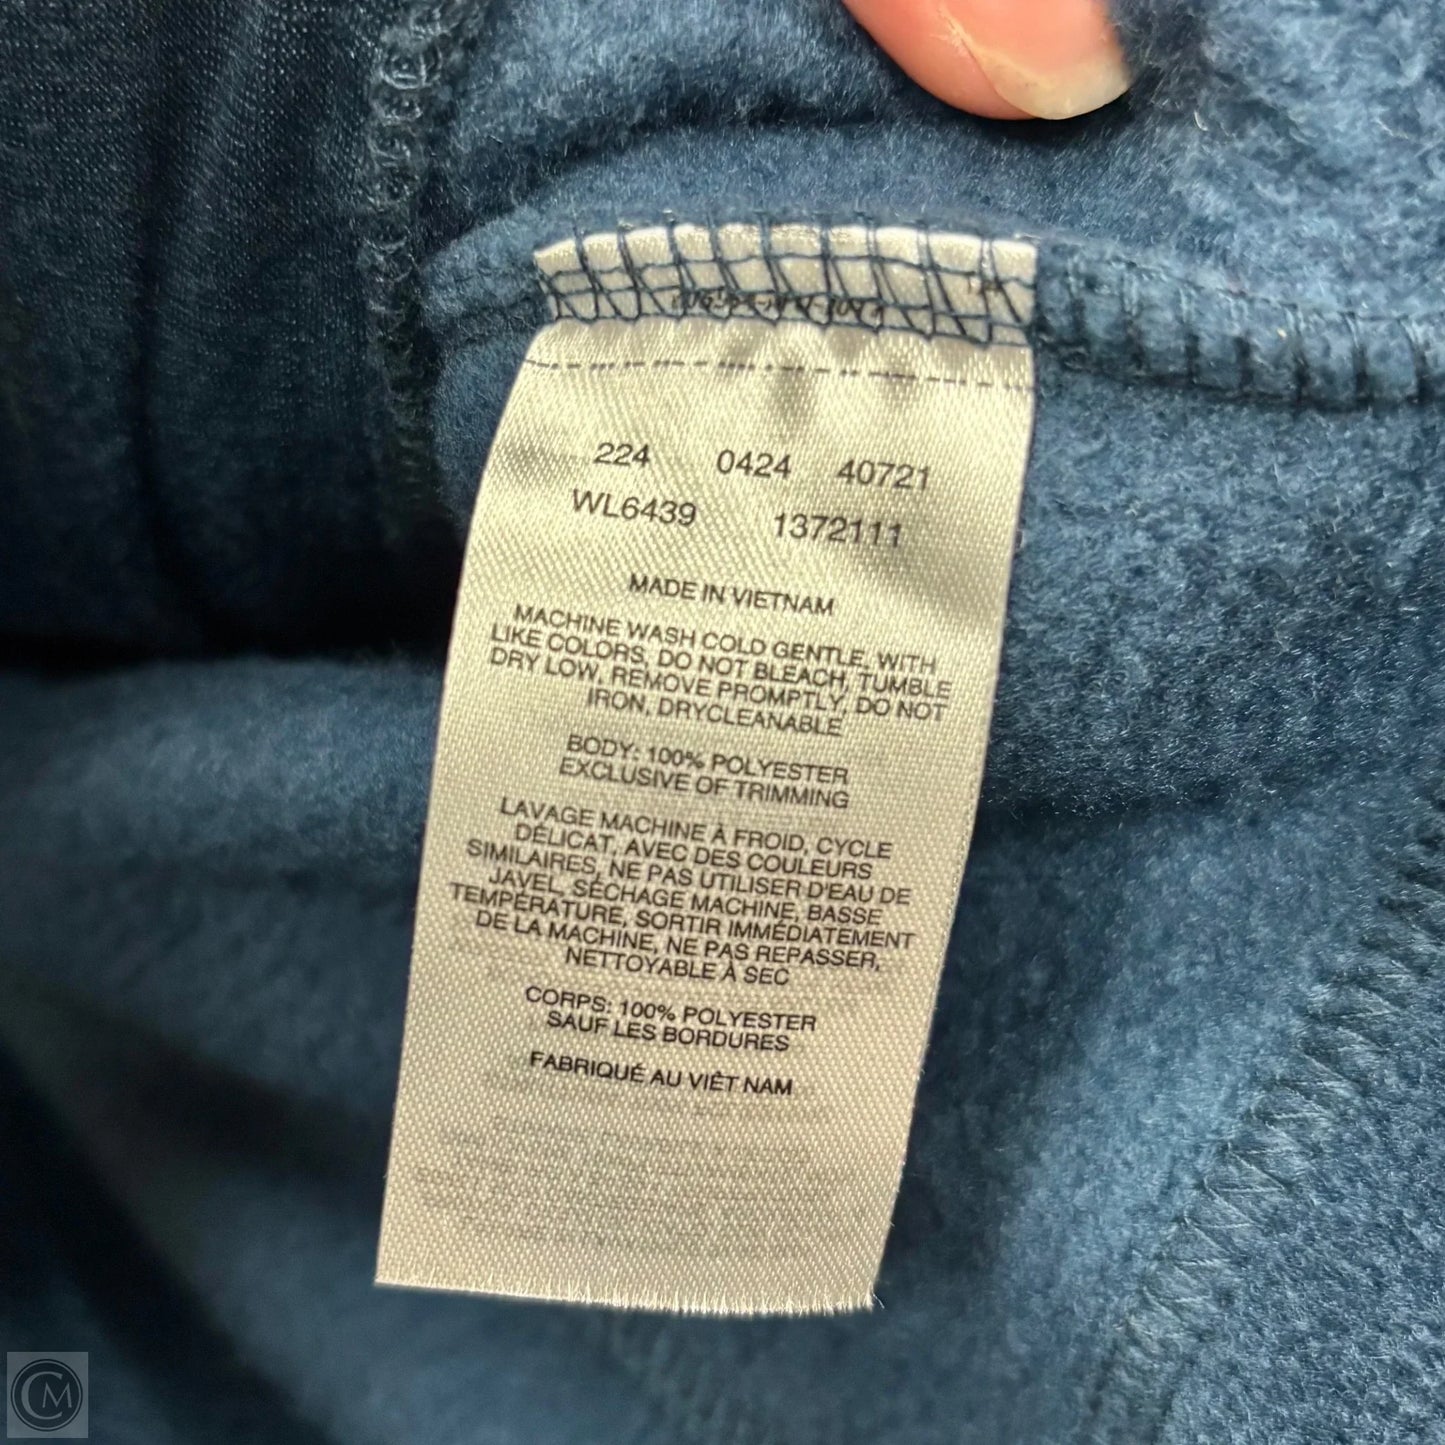 224 0424 40721
WL6439 1372111
MADE IN VIETNAM
MACHINE WASH COLD GENTLE, WITH
LIKE COLORS, DO NOT BLEACH, TUMBLE
DRY LOW, REMOVE PROMPTLY, DO NOT
IRON, DRYCLEANABLE
BODY: 100% POLYESTER
EXCLUSIVE OF TRIMMING
LAVAGE MACHINE À FROID, CYCLE
DÉLICAT, AVEC DES COULEURS
SIMILAIRES, NE PAS UTILISER D'EAU DE
JAVEL, SÉCHAGE MACHINE, BASSE
TEMPÉRATURE, SORTIR IMMÉDIATEMENT
DE LA MACHINE, NE PAS REPASSER,
NETTOYABLE À SEC
CORPS: 100% POLYESTER
SAUF LES BORDURES
FABRIQUÉ AU VIÊT NAM
CM